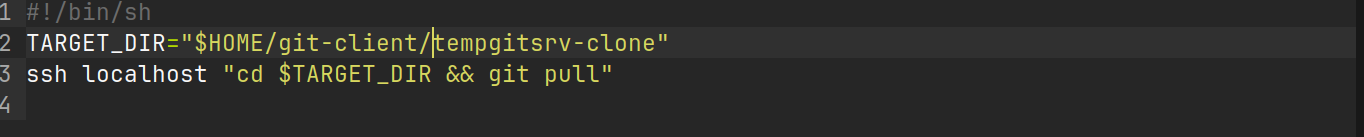 1 #!/bin/sh
2 TARGET_DIR="$HOME/git-client/tempgitsrv-clone"
3 ssh localhost "cd $TARGET_DIR && git pull"
4